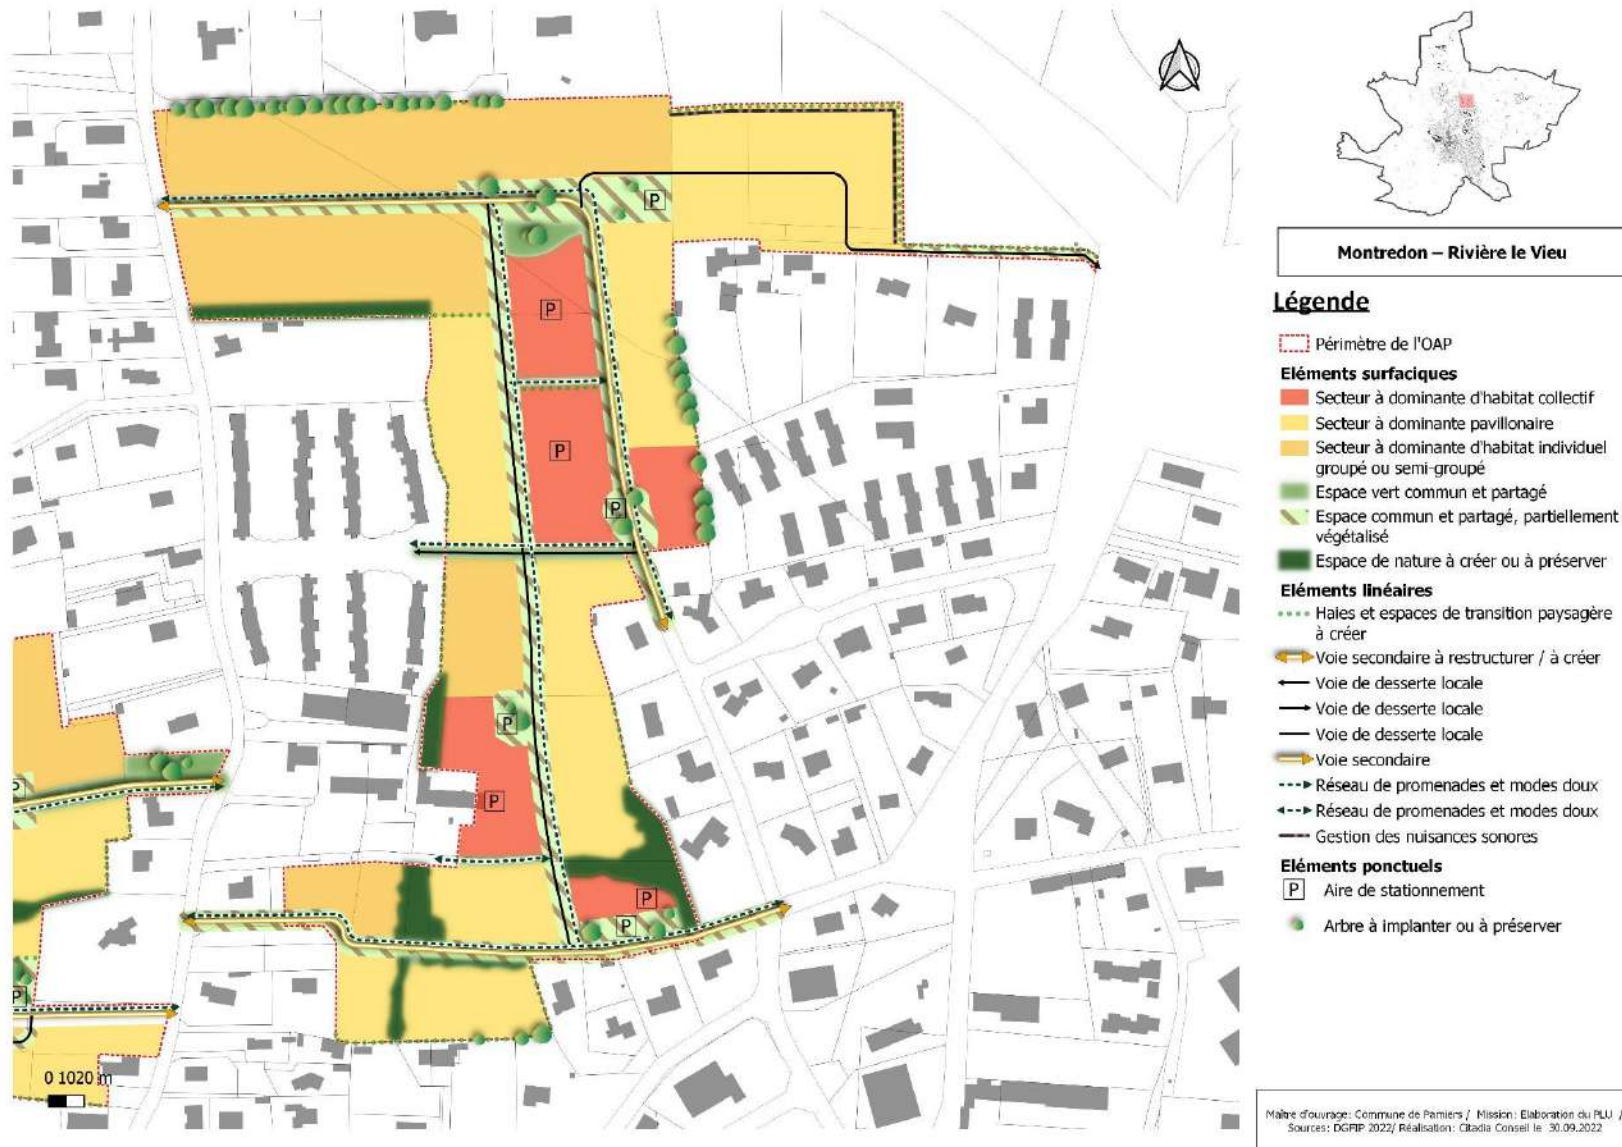 Montredon – Rivière le Vieu
Légende
Périmètre de l'OAP
Eléments surfaciques
Secteur à dominante d'habitat collectif
Secteur à dominante pavillonaire
Secteur à dominante d'habitat individuel
groupé ou semi-groupé
Espace vert commun et partagé
Espace commun et partagé, partiellement
végétalisé
Espace de nature à créer ou à préserver
Eléments linéaires
Haies et espaces de transition paysagère
à créer
Voie secondaire à restructurer / à créer
Voie de desserte locale
Voie de desserte locale
Voie de desserte locale
Voie secondaire
Réseau de promenades et modes doux
Réseau de promenades et modes doux
Gestion des nuisances sonores
Eléments ponctuels
P Aire de stationnement
Arbre à implanter ou à préserver
P
P
P
P
P
P
P
P
P
P
0 1020 m
Maître d'ouvrage: Commune de Pamiers / Mission: Elaboration du PLU /
Sources: DGFIP 2022/ Réalisation: Citadia Conseil le 30.09.2022